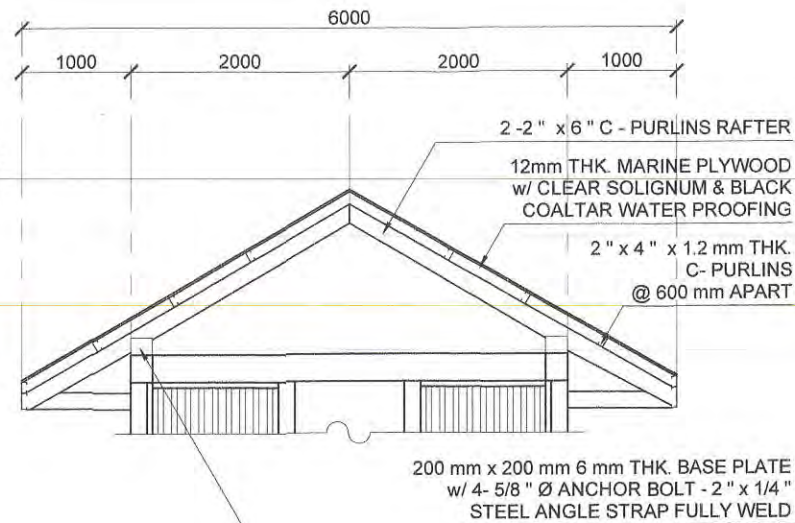 6000
1000 2000 2000 1000
2 -2 " x 6 " C - PURLINS RAFTER
12mm THK. MARINE PLYWOOD
w/ CLEAR SOLIGNUM & BLACK
COALTAR WATER PROOFING
2 " x 4 " x 1.2 mm THK.
C- PURLINS
@ 600 mm APART
200 mm x 200 mm 6 mm THK. BASE PLATE
w/ 4- 5/8 " Ø ANCHOR BOLT - 2 " x 1/4 "
STEEL ANGLE STRAP FULLY WELD